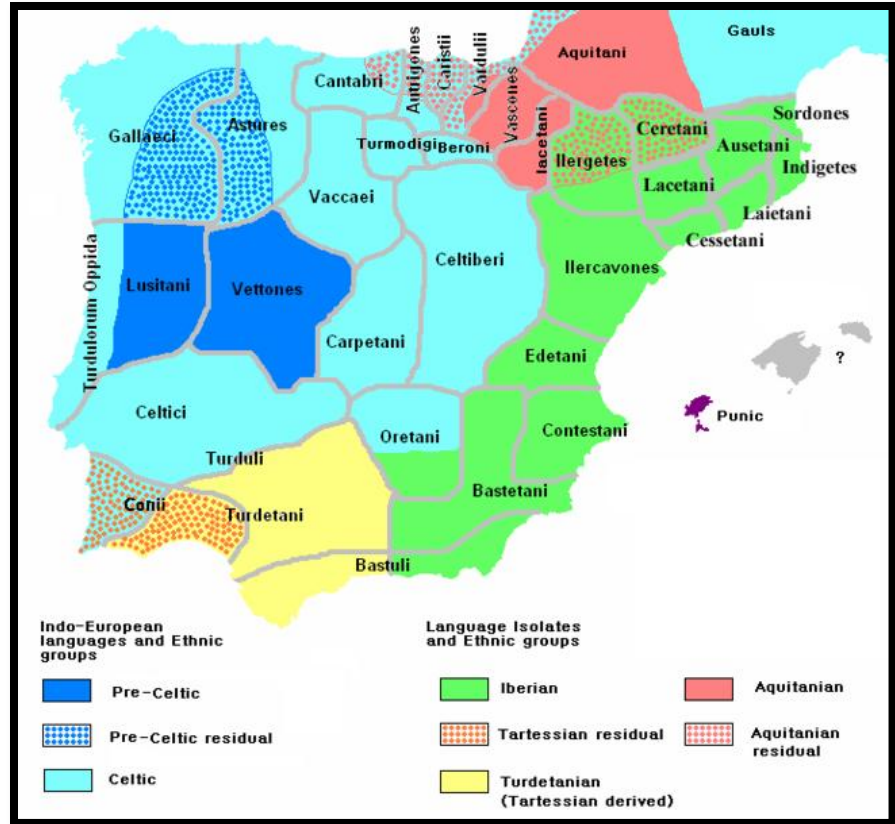 Gauls
Aquitani
Autrigones
Caristii
Vardulii
Cantabri
Vascones
Sordones
Gallaeci
Astures
Turmodigi
Beroni
Iacetani
Ilergetes
Ceretani
Ausetani
Indigetes
Vaccaei
Lacetani
Laietani
Cessetani
Turdulorum Oppida
Lusitani
Vettones
Celtiberi
Ilercavones
Carpetani
Edetani
?
Punic
Celtici
Oretani
Contestani
Turduli
Bastetani
Conii
Turdetani
Bastuli
Indo-European
languages and Ethnic
groups
Pre-Celtic
Pre-Celtic residual
Celtic
Language Isolates
and Ethnic groups
Iberian
Aquitanian
Tartessian residual
Aquitanian
residual
Turdetanian
(Tartessian derived)